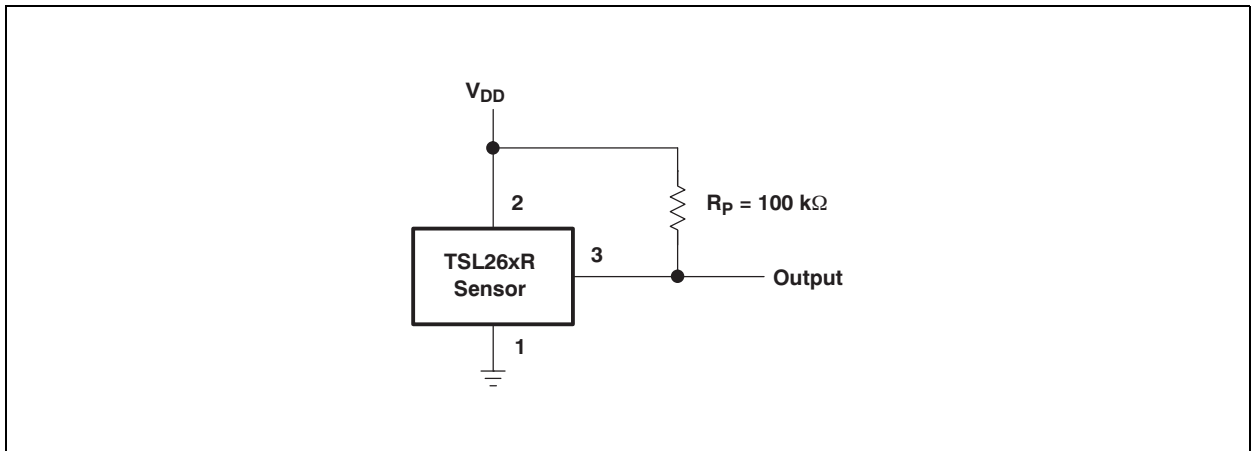 VDD
2
RP = 100 kΩ
TSL26xR
Sensor
3
Output
1